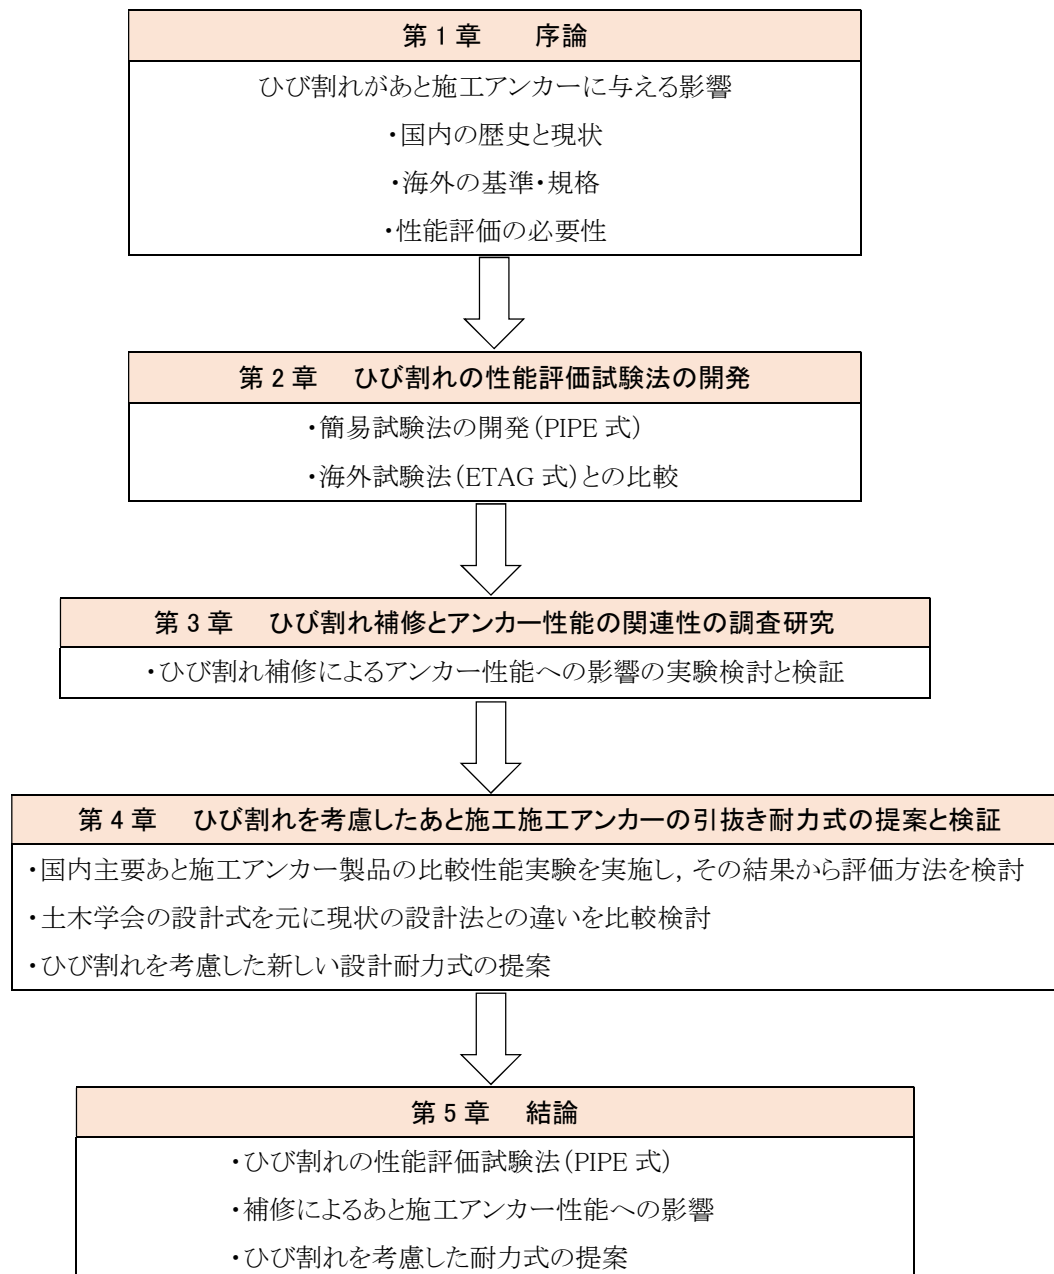 第1章　序論
ひび割れがあと施工アンカーに与える影響
・国内の歴史と現状
・海外の基準・規格
・性能評価の必要性
第2章　ひび割れの性能評価試験法の開発
・簡易試験法の開発(PIPE 式)
・海外試験法(ETAG 式)との比較
第3章　ひび割れ補修とアンカー性能の関連性の調査研究
・ひび割れ補修によるアンカー性能への影響の実験検討と検証
第4章　ひび割れを考慮したあと施工施工アンカーの引抜き耐力式の提案と検証
・国内主要あと施工アンカー製品の比較性能実験を実施し，その結果から評価方法を検討
・土木学会の設計式を元に現状の設計法との違いを比較検討
・ひび割れを考慮した新しい設計耐力式の提案
第5章　結論
・ひび割れの性能評価試験法(PIPE 式)
・補修によるあと施工アンカー性能への影響
・ひび割れを考慮した耐力式の提案